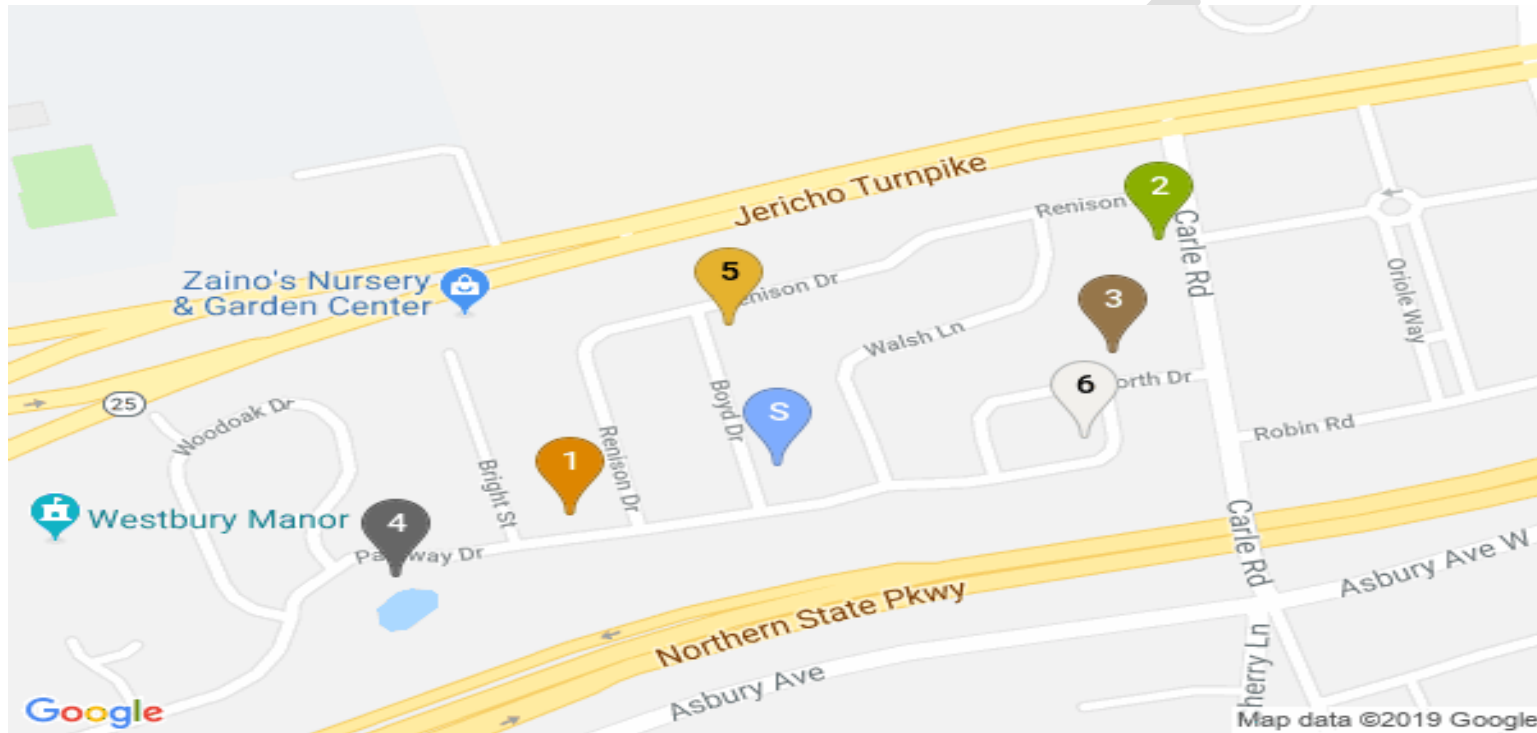 Jericho Turnpike
Renison
2
Carle Rd
Zaino's Nursery
& Garden Center
5
Dr
3
Oriole Way
Walsh Ln
25
Woodoak Dr
Boyd Dr
S
6
Dr
Robin Rd
Renison Dr
Bright St
1
Westbury Manor
4
Dr
Carle Rd
Asbury Ave W
Northern State Pkwy
Asbury Ave
Google
Map data ©2019 Google